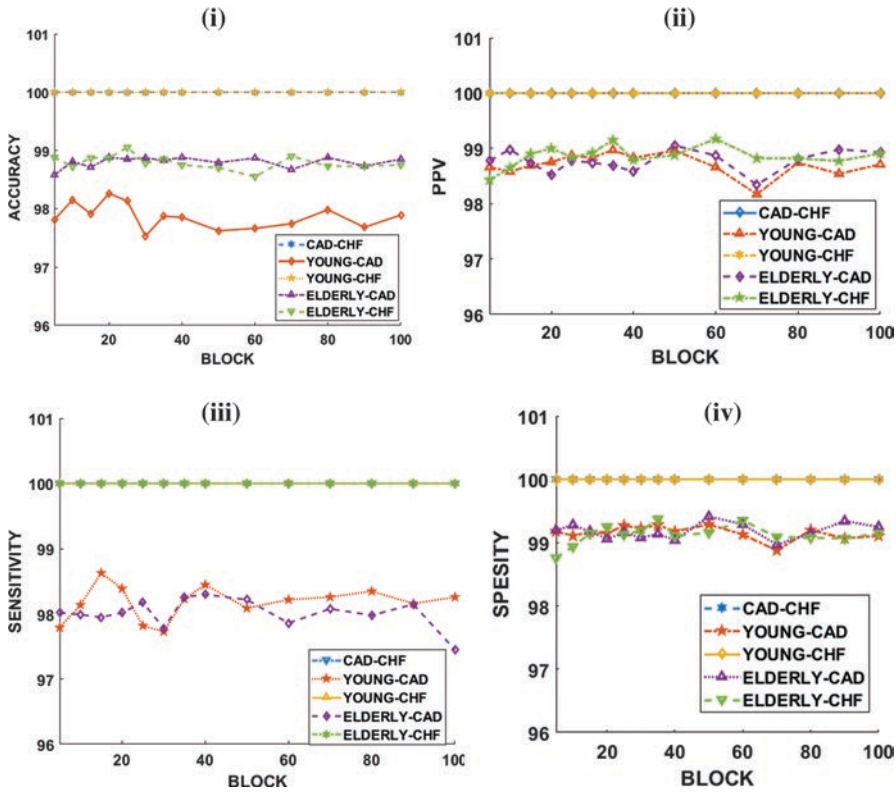 (i)
101
100
99
98
97
96
ACCURACY
20
40
60
80
100
BLOCK
CAD-CHF
YOUNG-CAD
YOUNG-CHF
ELDERLY-CAD
ELDERLY-CHF
(ii)
101
100
99
98
97
96
PPV
20
40
60
80
100
BLOCK
CAD-CHF
YOUNG-CAD
YOUNG-CHF
ELDERLY-CAD
ELDERLY-CHF
(iii)
101
100
99
98
97
96
SENSITIVITY
20
40
60
80
100
BLOCK
CAD-CHF
YOUNG-CAD
YOUNG-CHF
ELDERLY-CAD
ELDERLY-CHF
(iv)
101
100
99
98
97
96
SPESITY
20
40
60
80
100
BLOCK
CAD-CHF
YOUNG-CAD
YOUNG-CHF
ELDERLY-CAD
ELDERLY-CHF